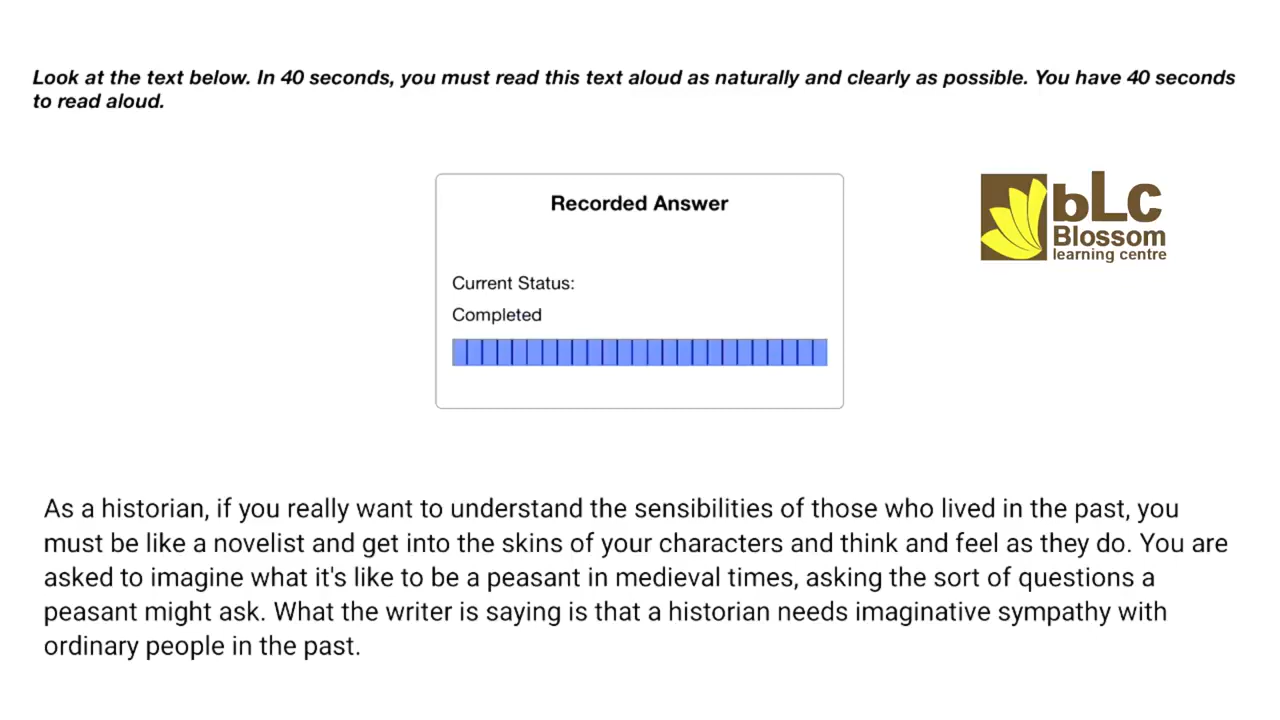 Look at the text below. In 40 seconds, you must read this text aloud as naturally and clearly as possible. You have 40 seconds
to read aloud.
Recorded Answer
Current Status:
Completed
bLc
Blossom
learning centre
As a historian, if you really want to understand the sensibilities of those who lived in the past, you
must be like a novelist and get into the skins of your characters and think and feel as they do. You are
asked to imagine what it's like to be a peasant in medieval times, asking the sort of questions a
peasant might ask. What the writer is saying is that a historian needs imaginative sympathy with
ordinary people in the past.